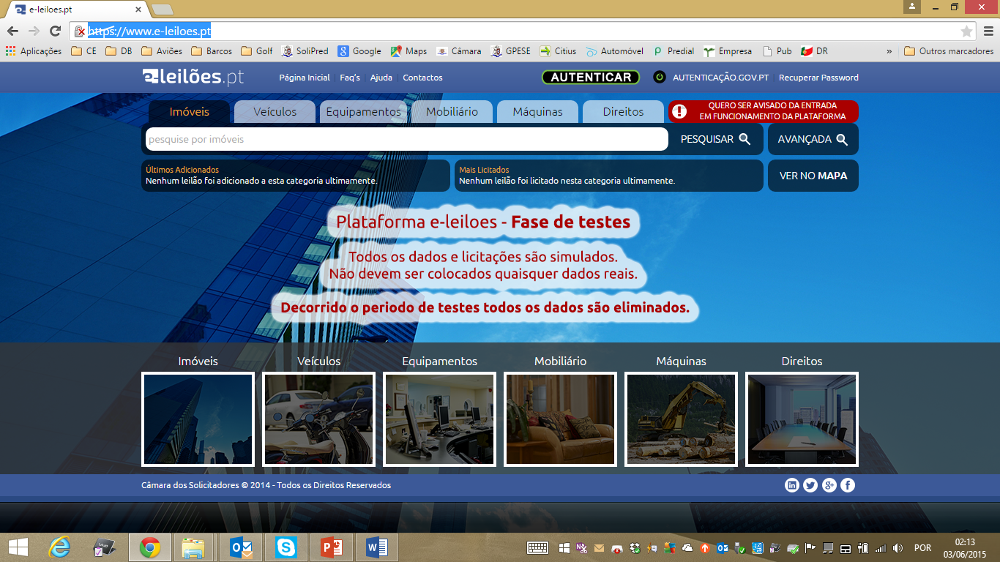 e-leiloes.pt
https://www.e-leiloes.pt
Aplicações CE DB Aviões Barcos Golf SoliPred Google Maps Câmara GPESE Citius Automóvel Predial Empresa Pub DR » Outros marcadores
leilões.pt Página Inicial | Faq's | Ajuda | Contactos AUTENTICAR AUTENTICAÇÃO.GOV.PT | Recuperar Password
Imóveis Veículos Equipamentos Mobiliário Máquinas Direitos
QUERO SER AVISADO DA ENTRADA
EM FUNCIONAMENTO DA PLATAFORMA
pesquise por imóveis PESQUISAR AVANÇADA
Últimos Adicionados
Nenhum leilão foi adicionado a esta categoria ultimamente.
Mais Licitados
Nenhum leilão foi licitado nesta categoria ultimamente.
VER NO MAPA
Plataforma e-leiloes - Fase de testes
Todos os dados e licitações são simulados.
Não devem ser colocados quaisquer dados reais.
Decorrido o periodo de testes todos os dados são eliminados.
Imóveis Veículos Equipamentos Mobiliário Máquinas Direitos
Câmara dos Solicitadores © 2014 - Todos os Direitos Reservados
POR
02:13
03/06/2015